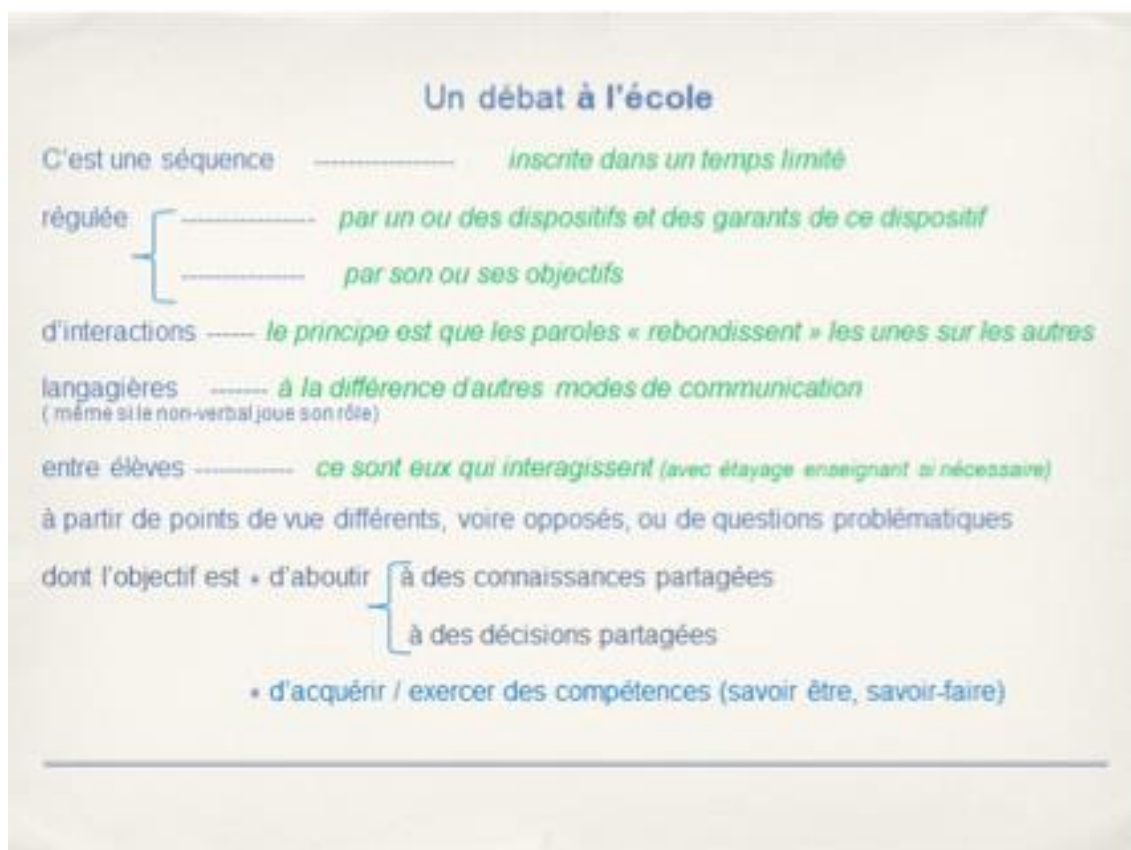 Un débat à l'école
C'est une séquence ----------------- inscrite dans un temps limité
régulée ---------------- par un ou des dispositifs et des garants de ce dispositif
--------------- par son ou ses objectifs
d'interactions ------ le principe est que les paroles « rebondissent » les unes sur les autres
langagières ------- à la différence d'autres modes de communication
( même si le non-verbal joue son rôle)
entre élèves ------------ ce sont eux qui interagissent (avec étayage enseignant si nécessaire)
à partir de points de vue différents, voire opposés, ou de questions problématiques
dont l'objectif est • d'aboutir à des connaissances partagées
à des décisions partagées
• d'acquérir / exercer des compétences (savoir être, savoir-faire)